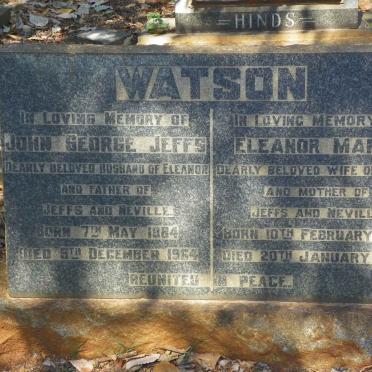 HINDS
WATSON
IN LOVING MEMORY OF
JOHN GEORGE JEFFS
DEARLY BELOVED HUSBAND OF ELEANOR
AND FATHER OF
JEFFS AND NEVILLE
BORN 7TH MAY 1884
DIED 5TH DECEMBER 1964
IN LOVING MEMORY
ELEANOR
DEARLY BELOVED WIFE
AND MOTHER OF
JEFFS AND
BORN 10TH FEBRUARY
DIED 20TH JANUARY
REUNITED IN PEACE.